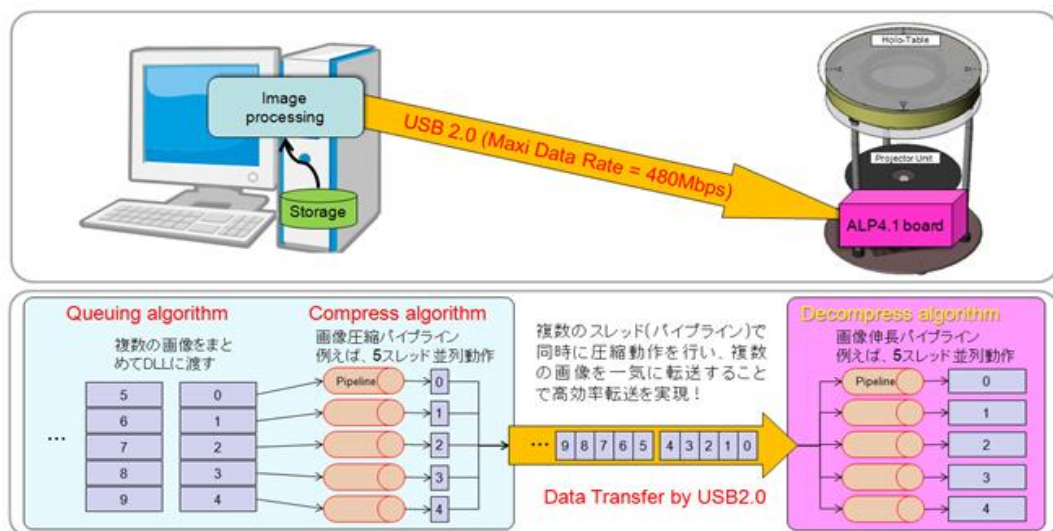 Holo-Table
Image
processing
USB 2.0 (Maxi Data Rate = 480Mbps)
Projector Unit
Storage
ALP4.1 board
Queuing algorithm
複数の画像をまと
めてDLLに渡す
5
6
7
8
9
0
1
2
3
4
...
Compress algorithm
画像圧縮パイプライン
例えば、5スレッド並列動作
Pipeline
0
1
2
3
4
複数のスレッド(パイプライン)で
同時に圧縮動作を行い、複数
の画像を一気に転送すること
で高効率転送を実現!
... 9 8 7 6 5 4 3 2 1 0
Data Transfer by USB2.0
Decompress algorithm
画像伸長パイプライン
例えば、5スレッド並列動作
Pipeline
0
1
2
3
4